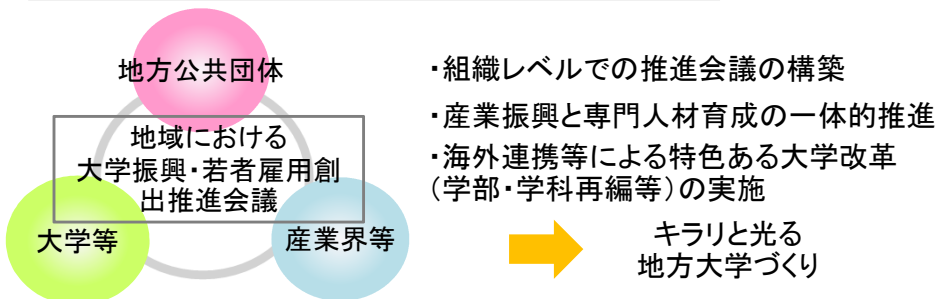 地方公共団体
地域における
大学振興・若者雇用創
出推進会議
大学等
産業界等
・組織レベルでの推進会議の構築
・産業振興と専門人材育成の一体的推進
・海外連携等による特色ある大学改革
（学部・学科再編等）の実施
キラリと光る
地方大学づくり